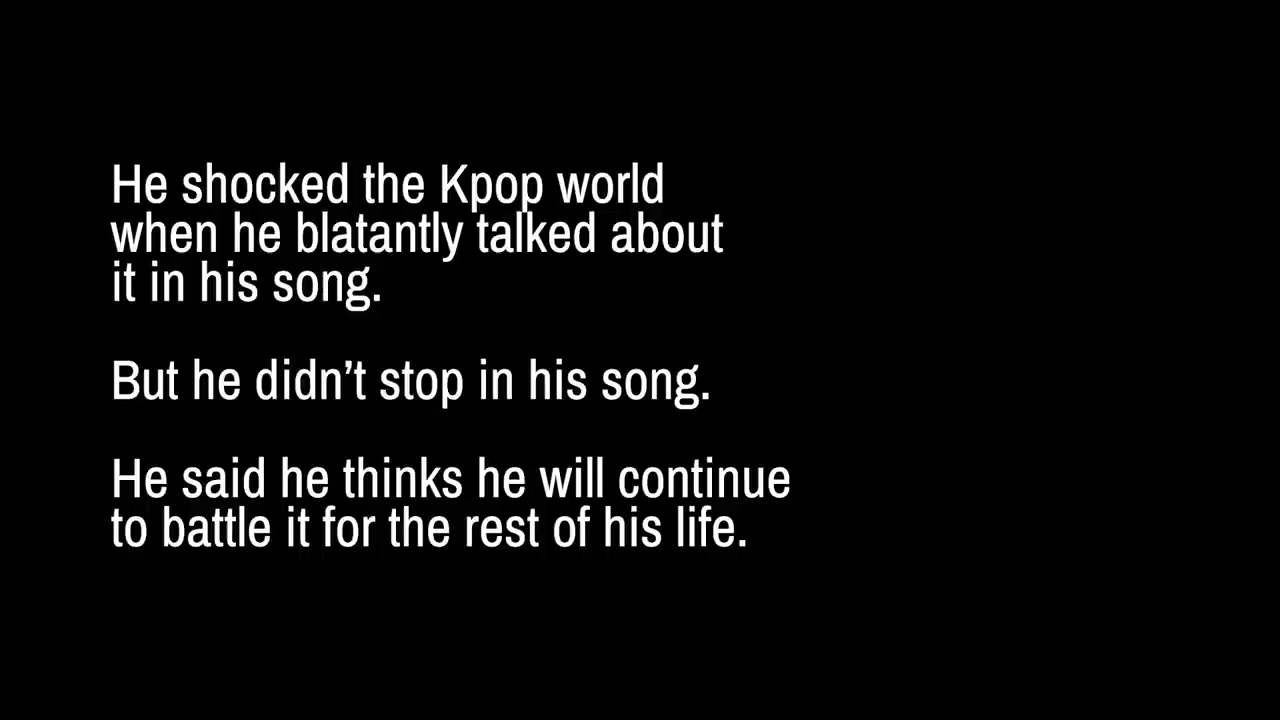 He shocked the Kpop world
when he blatantly talked about
it in his song.
But he didn’t stop in his song.
He said he thinks he will continue
to battle it for the rest of his life.